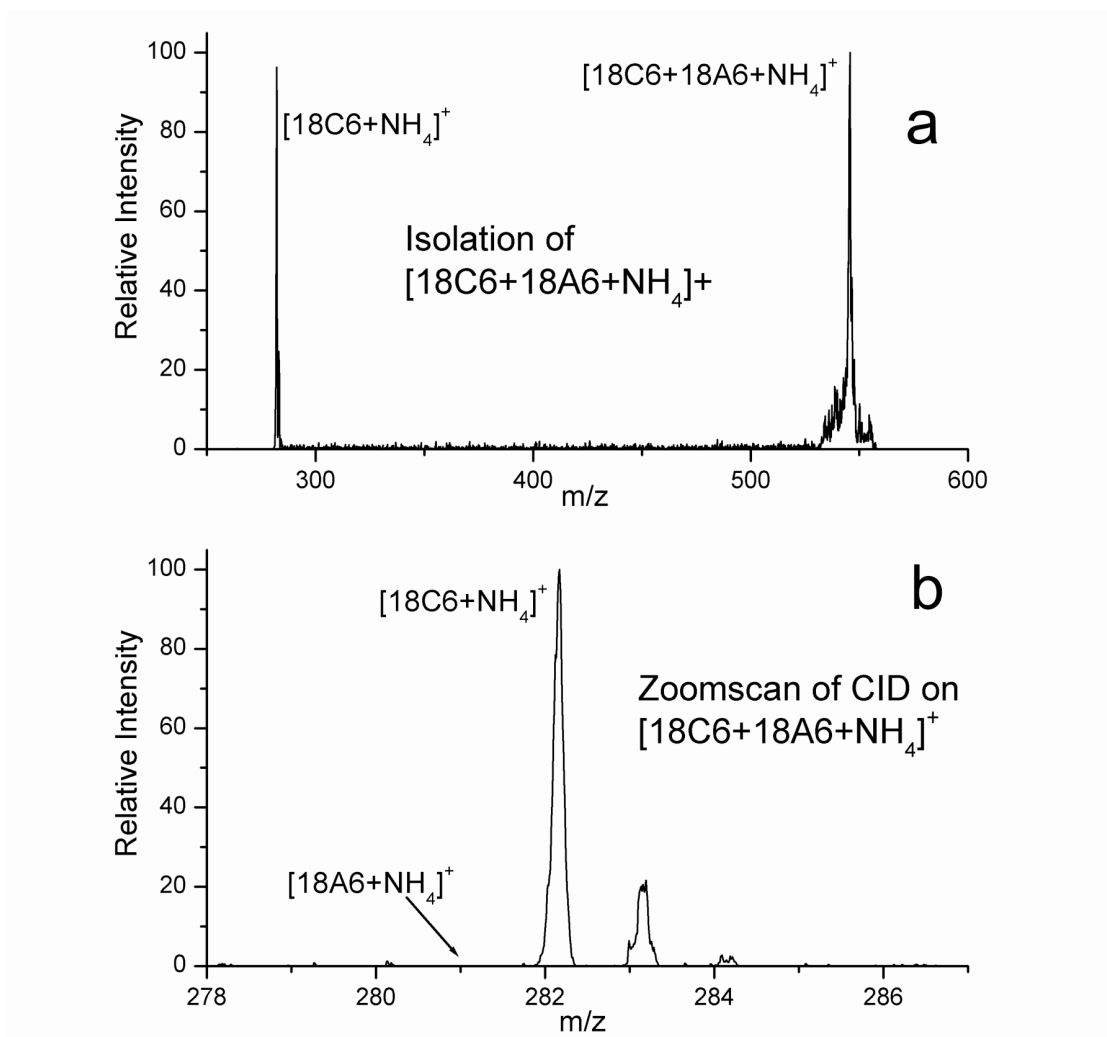 100
80
60
40
20
0
Relative Intensity
[18C6+NH4]+
[18C6+18A6+NH4]+
a
Isolation of
[18C6+18A6+NH4]+
300
400
500
600
m/z
100
80
60
40
20
0
Relative Intensity
[18C6+NH4]+
b
Zoomscan of CID on
[18C6+18A6+NH4]+
[18A6+NH4]+
278
280
282
284
286
m/z